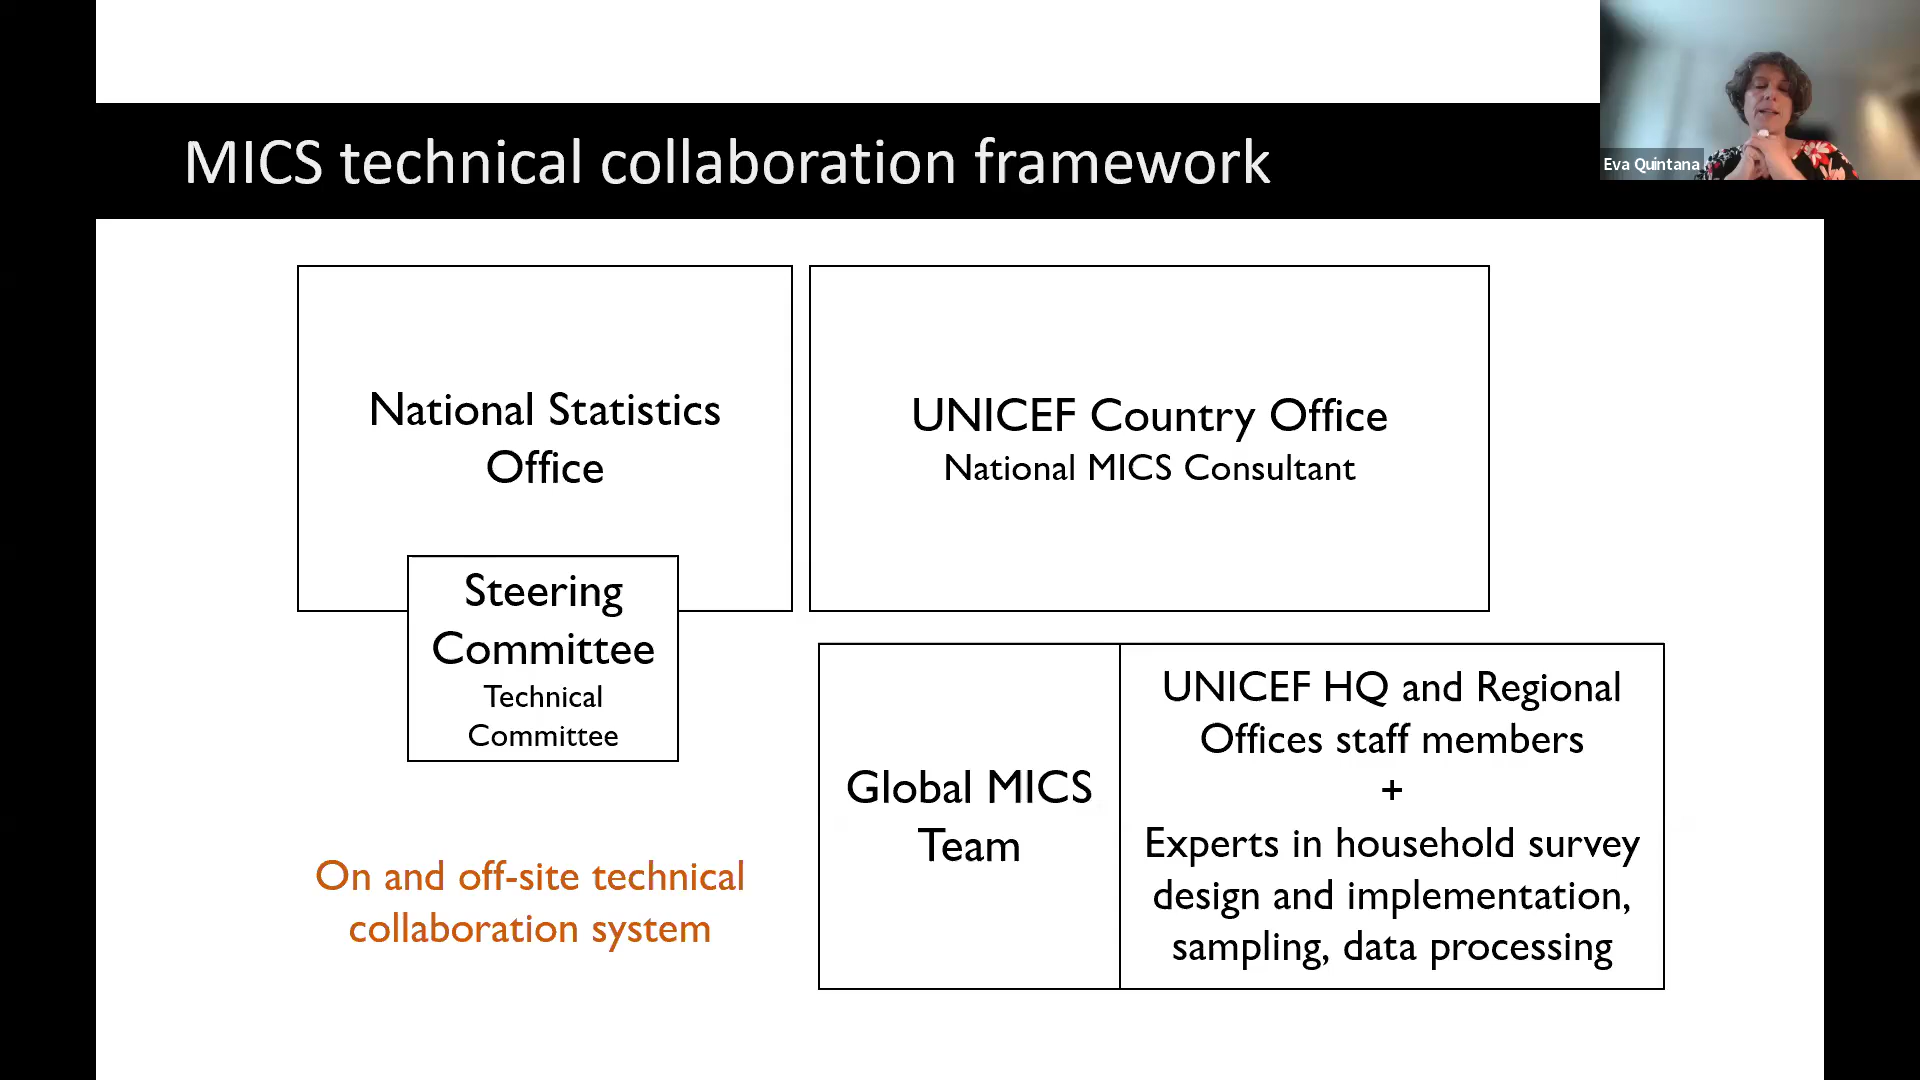 MICS technical collaboration framework
Eva Quintana
National Statistics
Office
UNICEF Country Office
National MICS Consultant
Steering
Committee
Technical
Committee
On and off-site technical
collaboration system
Global MICS
Team
UNICEF HQ and Regional
Offices staff members
+
Experts in household survey
design and implementation,
sampling, data processing